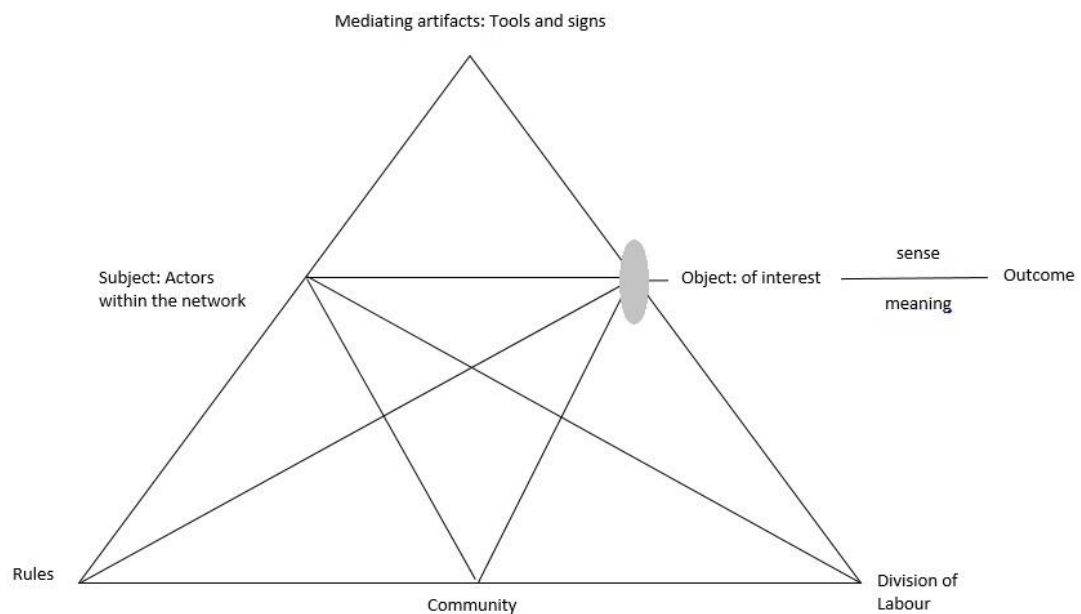 Mediating artifacts: Tools and signs
Subject: Actors
within the network
Object: of interest
sense
meaning
Outcome
Rules
Community
Division of
Labour